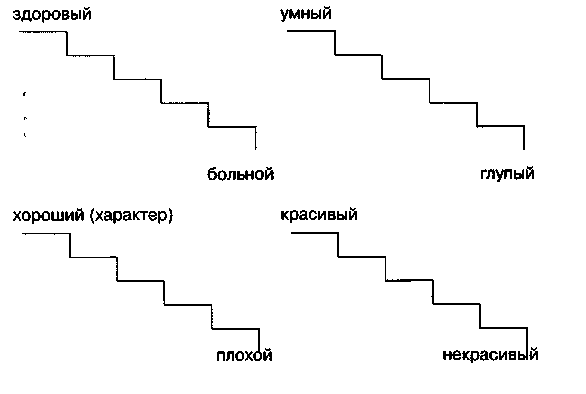 здоровый
умный
больной
глупый
хороший (характер)
красивый
плохой
некрасивый